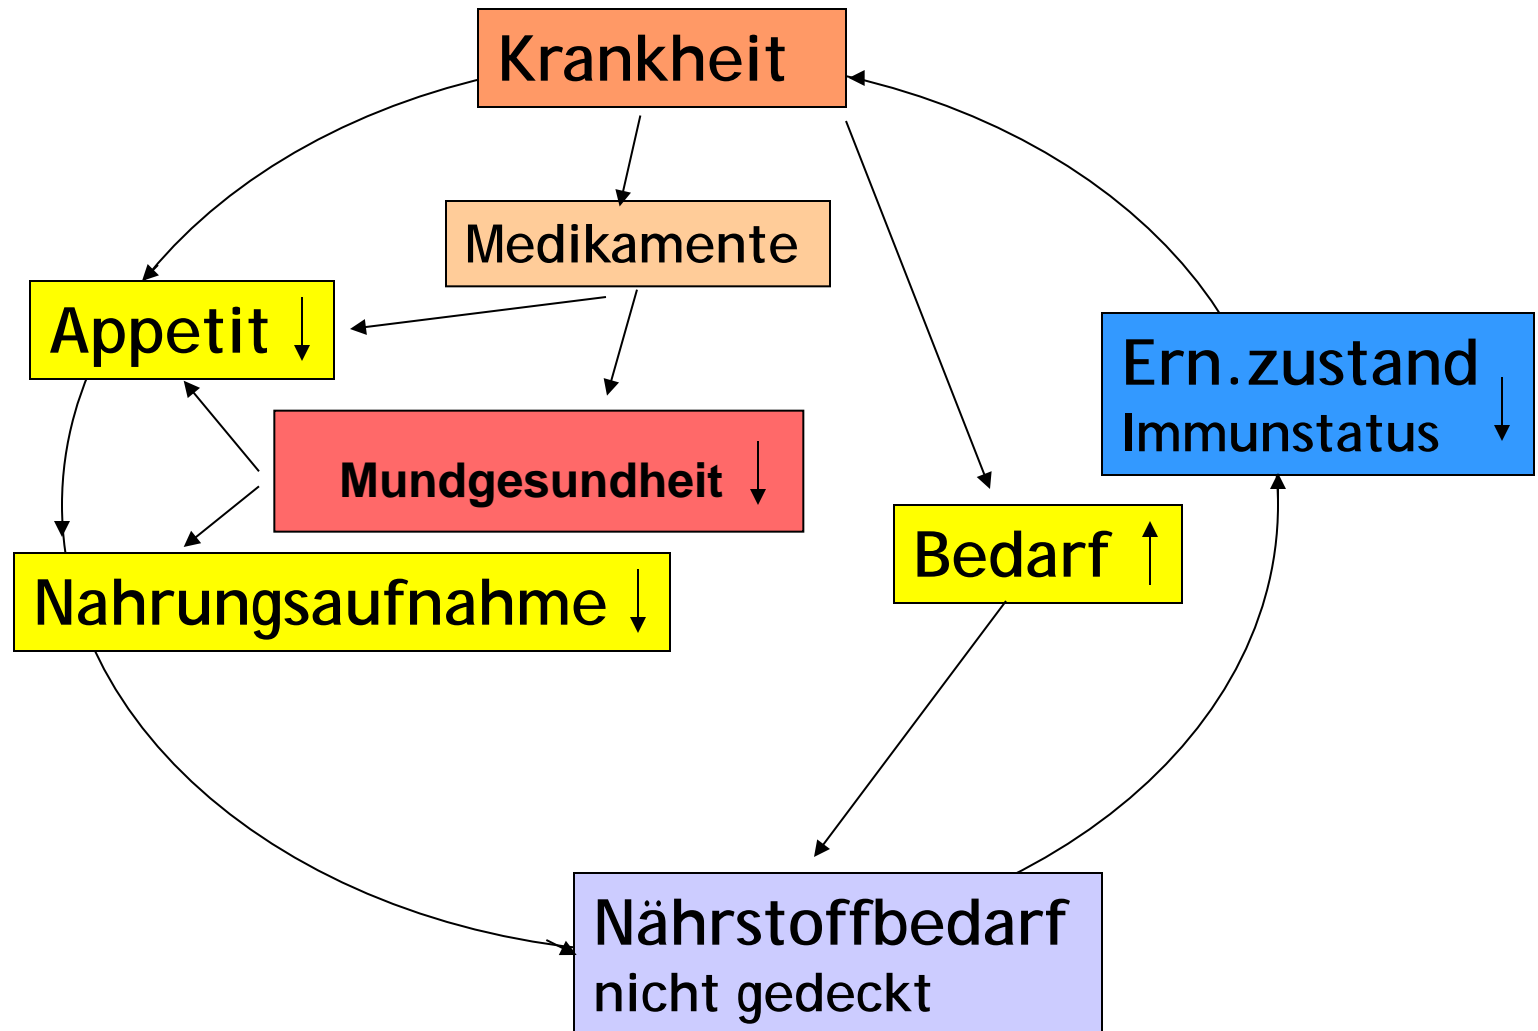 Krankheit
Medikamente
Appetit
Ern.zustand
Immunstatus
Mundgesundheit
Bedarf
Nahrungsaufnahme
Nährstoffbedarf
nicht gedeckt